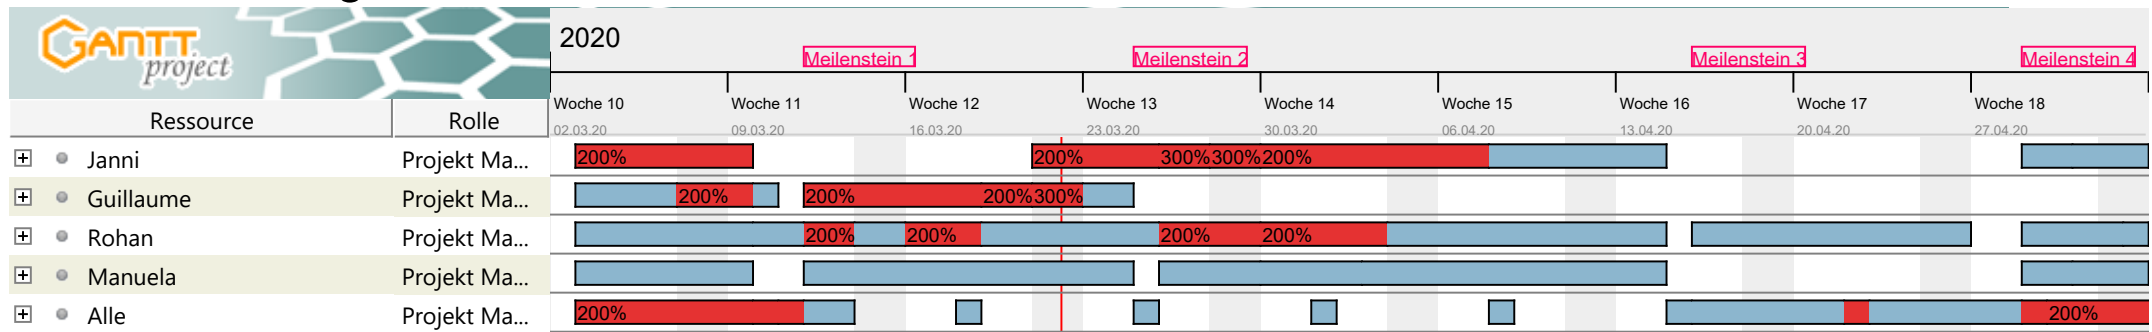 GANTT
project
2020
Meilenstein 1 Meilenstein 2 Meilenstein 3 Meilenstein 4
Woche 10 Woche 11 Woche 12 Woche 13 Woche 14 Woche 15 Woche 16 Woche 17 Woche 18
Ressource Rolle
02.03.20 09.03.20 16.03.20 23.03.20 30.03.20 06.04.20 13.04.20 20.04.20 27.04.20
Janni Projekt Ma... 200% 200% 300% 300% 200%
Guillaume Projekt Ma... 200% 200% 200% 300%
Rohan Projekt Ma... 200% 200% 200% 200%
Manuela Projekt Ma...
Alle Projekt Ma... 200% 200%